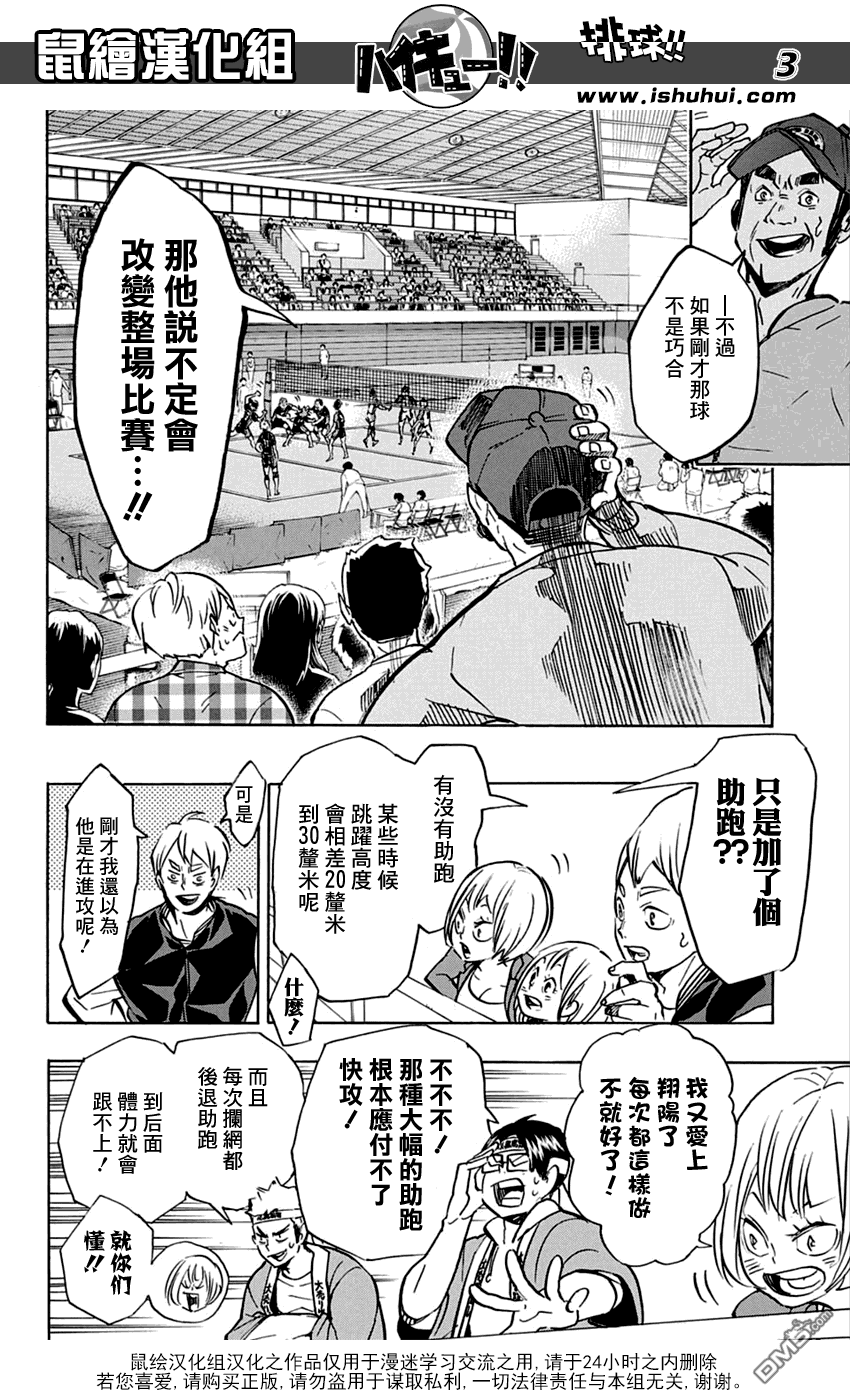 鼠繪漢化組
ハイキュー!!
排球!!
3
www.ishuhui.com
—不過
如果剛才那球
不是巧合
那他說不定會
改變整場比賽…!!
只是加了個
助跑??
有沒有助跑
某些時候
跳躍高度
會相差20釐米
到30釐米呢
什麼!
可是
剛才我還以為
他是在進攻呢!
我又愛上
翔陽了
每次都這樣做
不就好了!
不不不!
那種大幅的助跑
根本應付不了
快攻!
而且
每次攔網都
後退助跑
到后面
體力就會
跟不上!
就你们
懂!!
DM5.com
鼠绘汉化组汉化之作品仅用于漫迷学习交流之用, 请于24小时之内删除
若您喜爱, 请购买正版, 请勿用于谋取私利, 一切法律责任与本组无关, 谢谢.